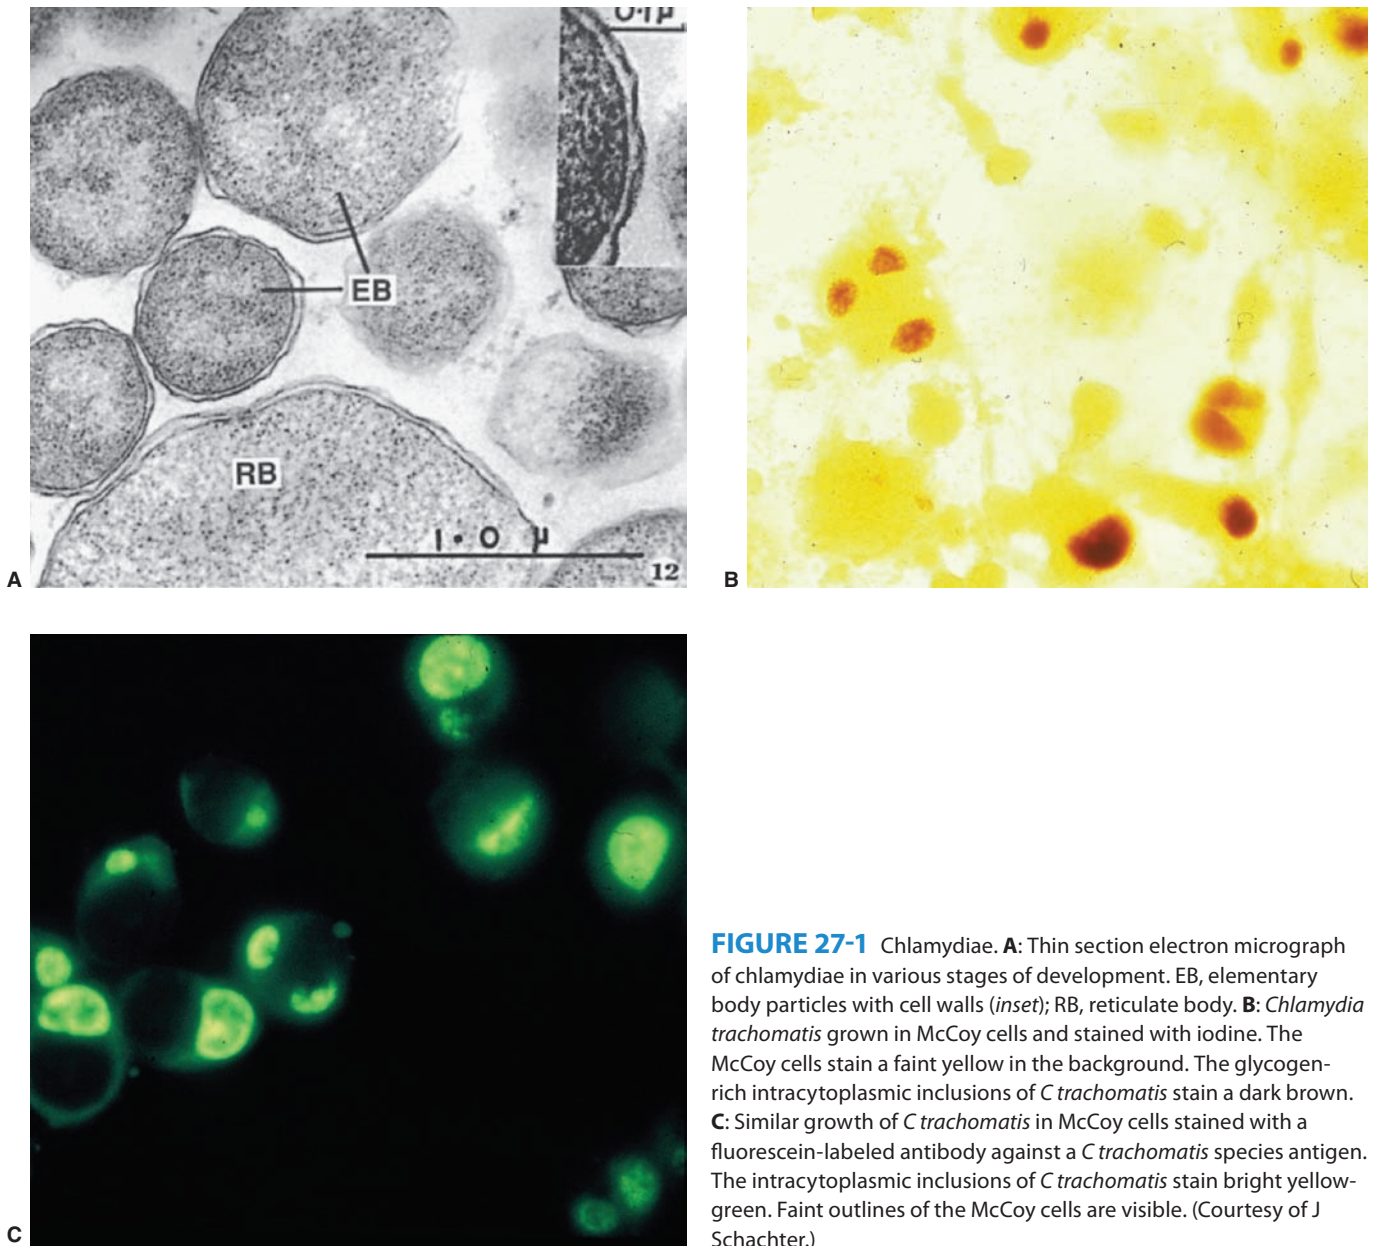 0.1µ
EB
RB
1.0 µ
12
A
B
C
FIGURE 27-1 Chlamydiae. A: Thin section electron micrograph
of chlamydiae in various stages of development. EB, elementary
body particles with cell walls (inset); RB, reticulate body. B: Chlamydia
trachomatis grown in McCoy cells and stained with iodine. The
McCoy cells stain a faint yellow in the background. The glycogen-
rich intracytoplasmic inclusions of C trachomatis stain a dark brown.
C: Similar growth of C trachomatis in McCoy cells stained with a
fluorescein-labeled antibody against a C trachomatis species antigen.
The intracytoplasmic inclusions of C trachomatis stain bright yellow-
green. Faint outlines of the McCoy cells are visible. (Courtesy of J
Schachter.)